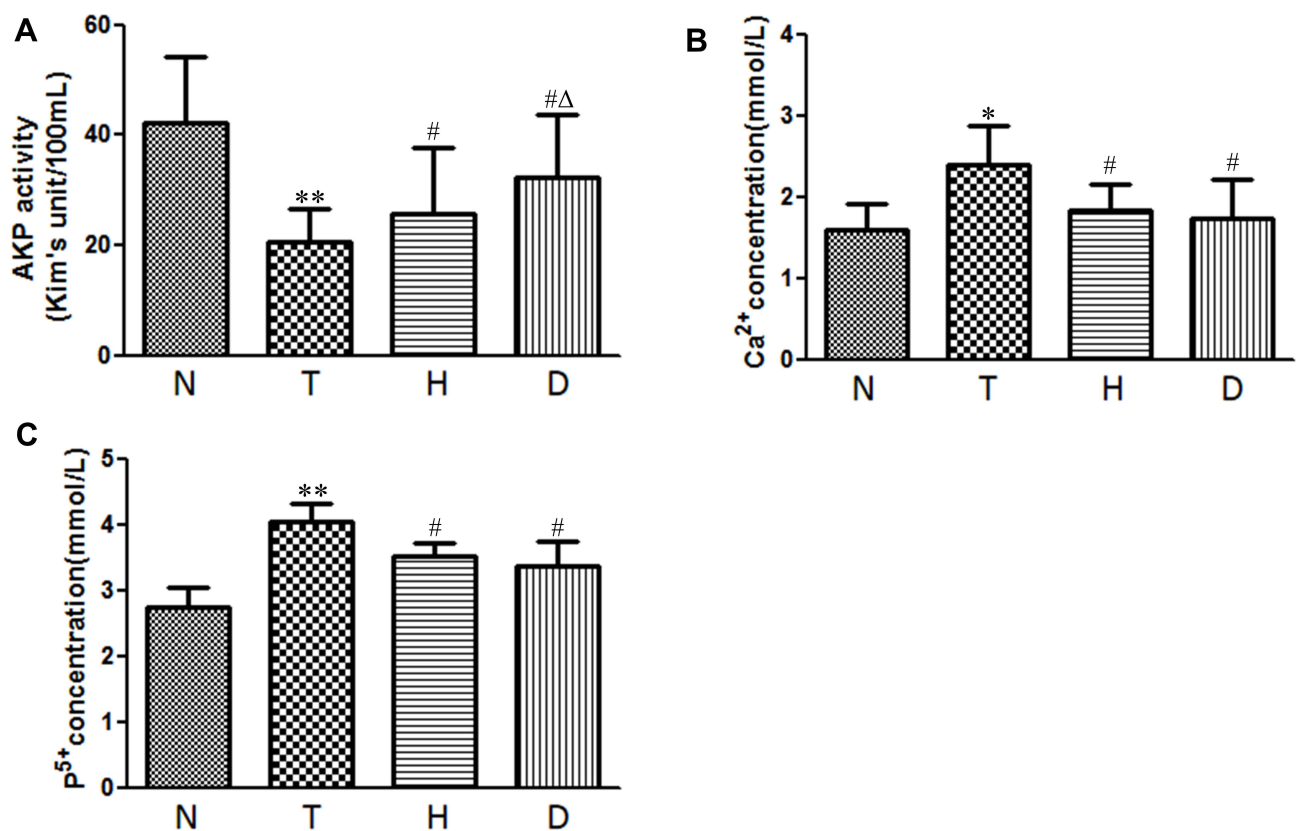 A
AKP activity
(Kim's unit/100mL)
60
40
20
0
**
#
#Δ
N T H D
B
Ca²⁺concentration(mmol/L)
4
3
2
1
0
*
#
#
N T H D
C
P⁵⁺concentration(mmol/L)
5
4
3
2
1
0
**
#
#
N T H D